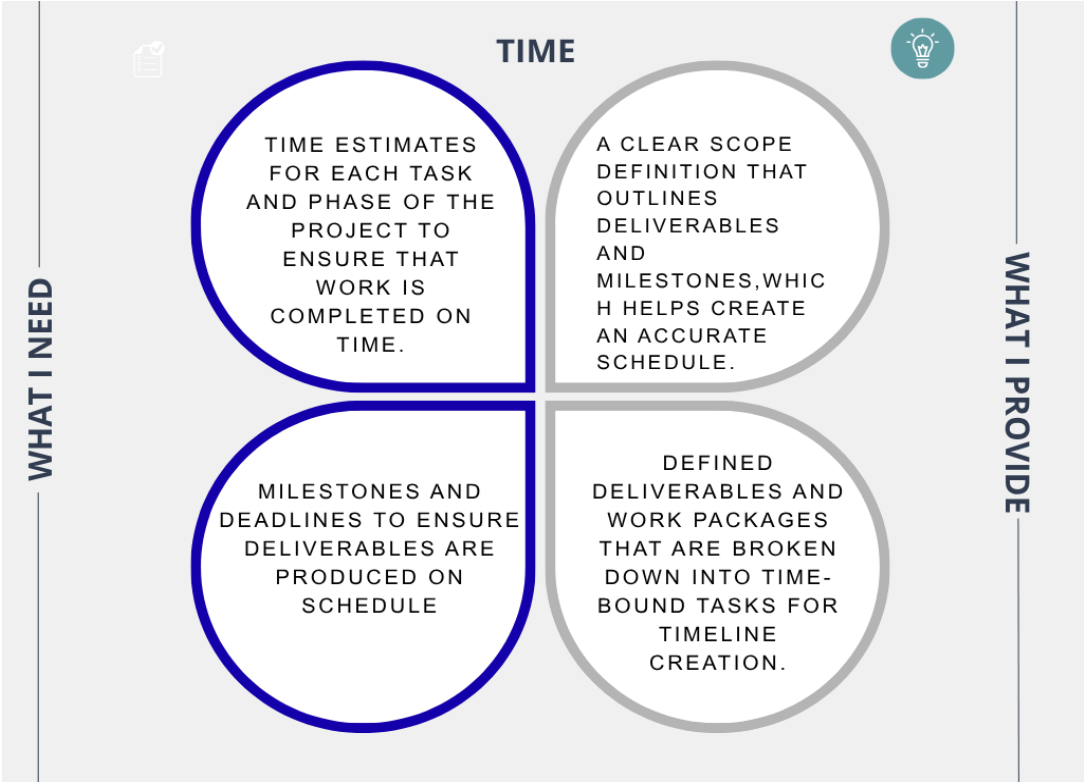 TIME
WHAT I NEED
TIME ESTIMATES
FOR EACH TASK
AND PHASE OF THE
PROJECT TO
ENSURE THAT
WORK IS
COMPLETED ON
TIME.
A CLEAR SCOPE
DEFINITION THAT
OUTLINES
DELIVERABLES
AND
MILESTONES,WHIC
H HELPS CREATE
AN ACCURATE
SCHEDULE.
MILESTONES AND
DEADLINES TO ENSURE
DELIVERABLES ARE
PRODUCED ON
SCHEDULE
DEFINED
DELIVERABLES AND
WORK PACKAGES
THAT ARE BROKEN
DOWN INTO TIME-
BOUND TASKS FOR
TIMELINE
CREATION.
WHAT I PROVIDE